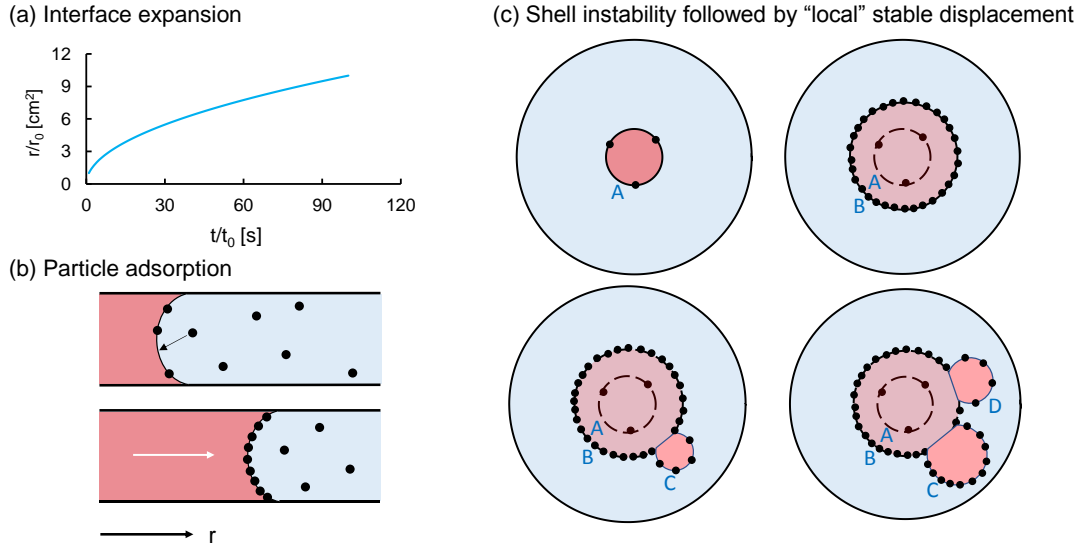 (a) Interface expansion
r/r₀ [cm²]
12
9
6
3
0
0
30
60
90
120
t/t₀ [s]
(b) Particle adsorption
r
(c) Shell instability followed by “local” stable displacement
A
A
B
A
B
C
A
B
C
D